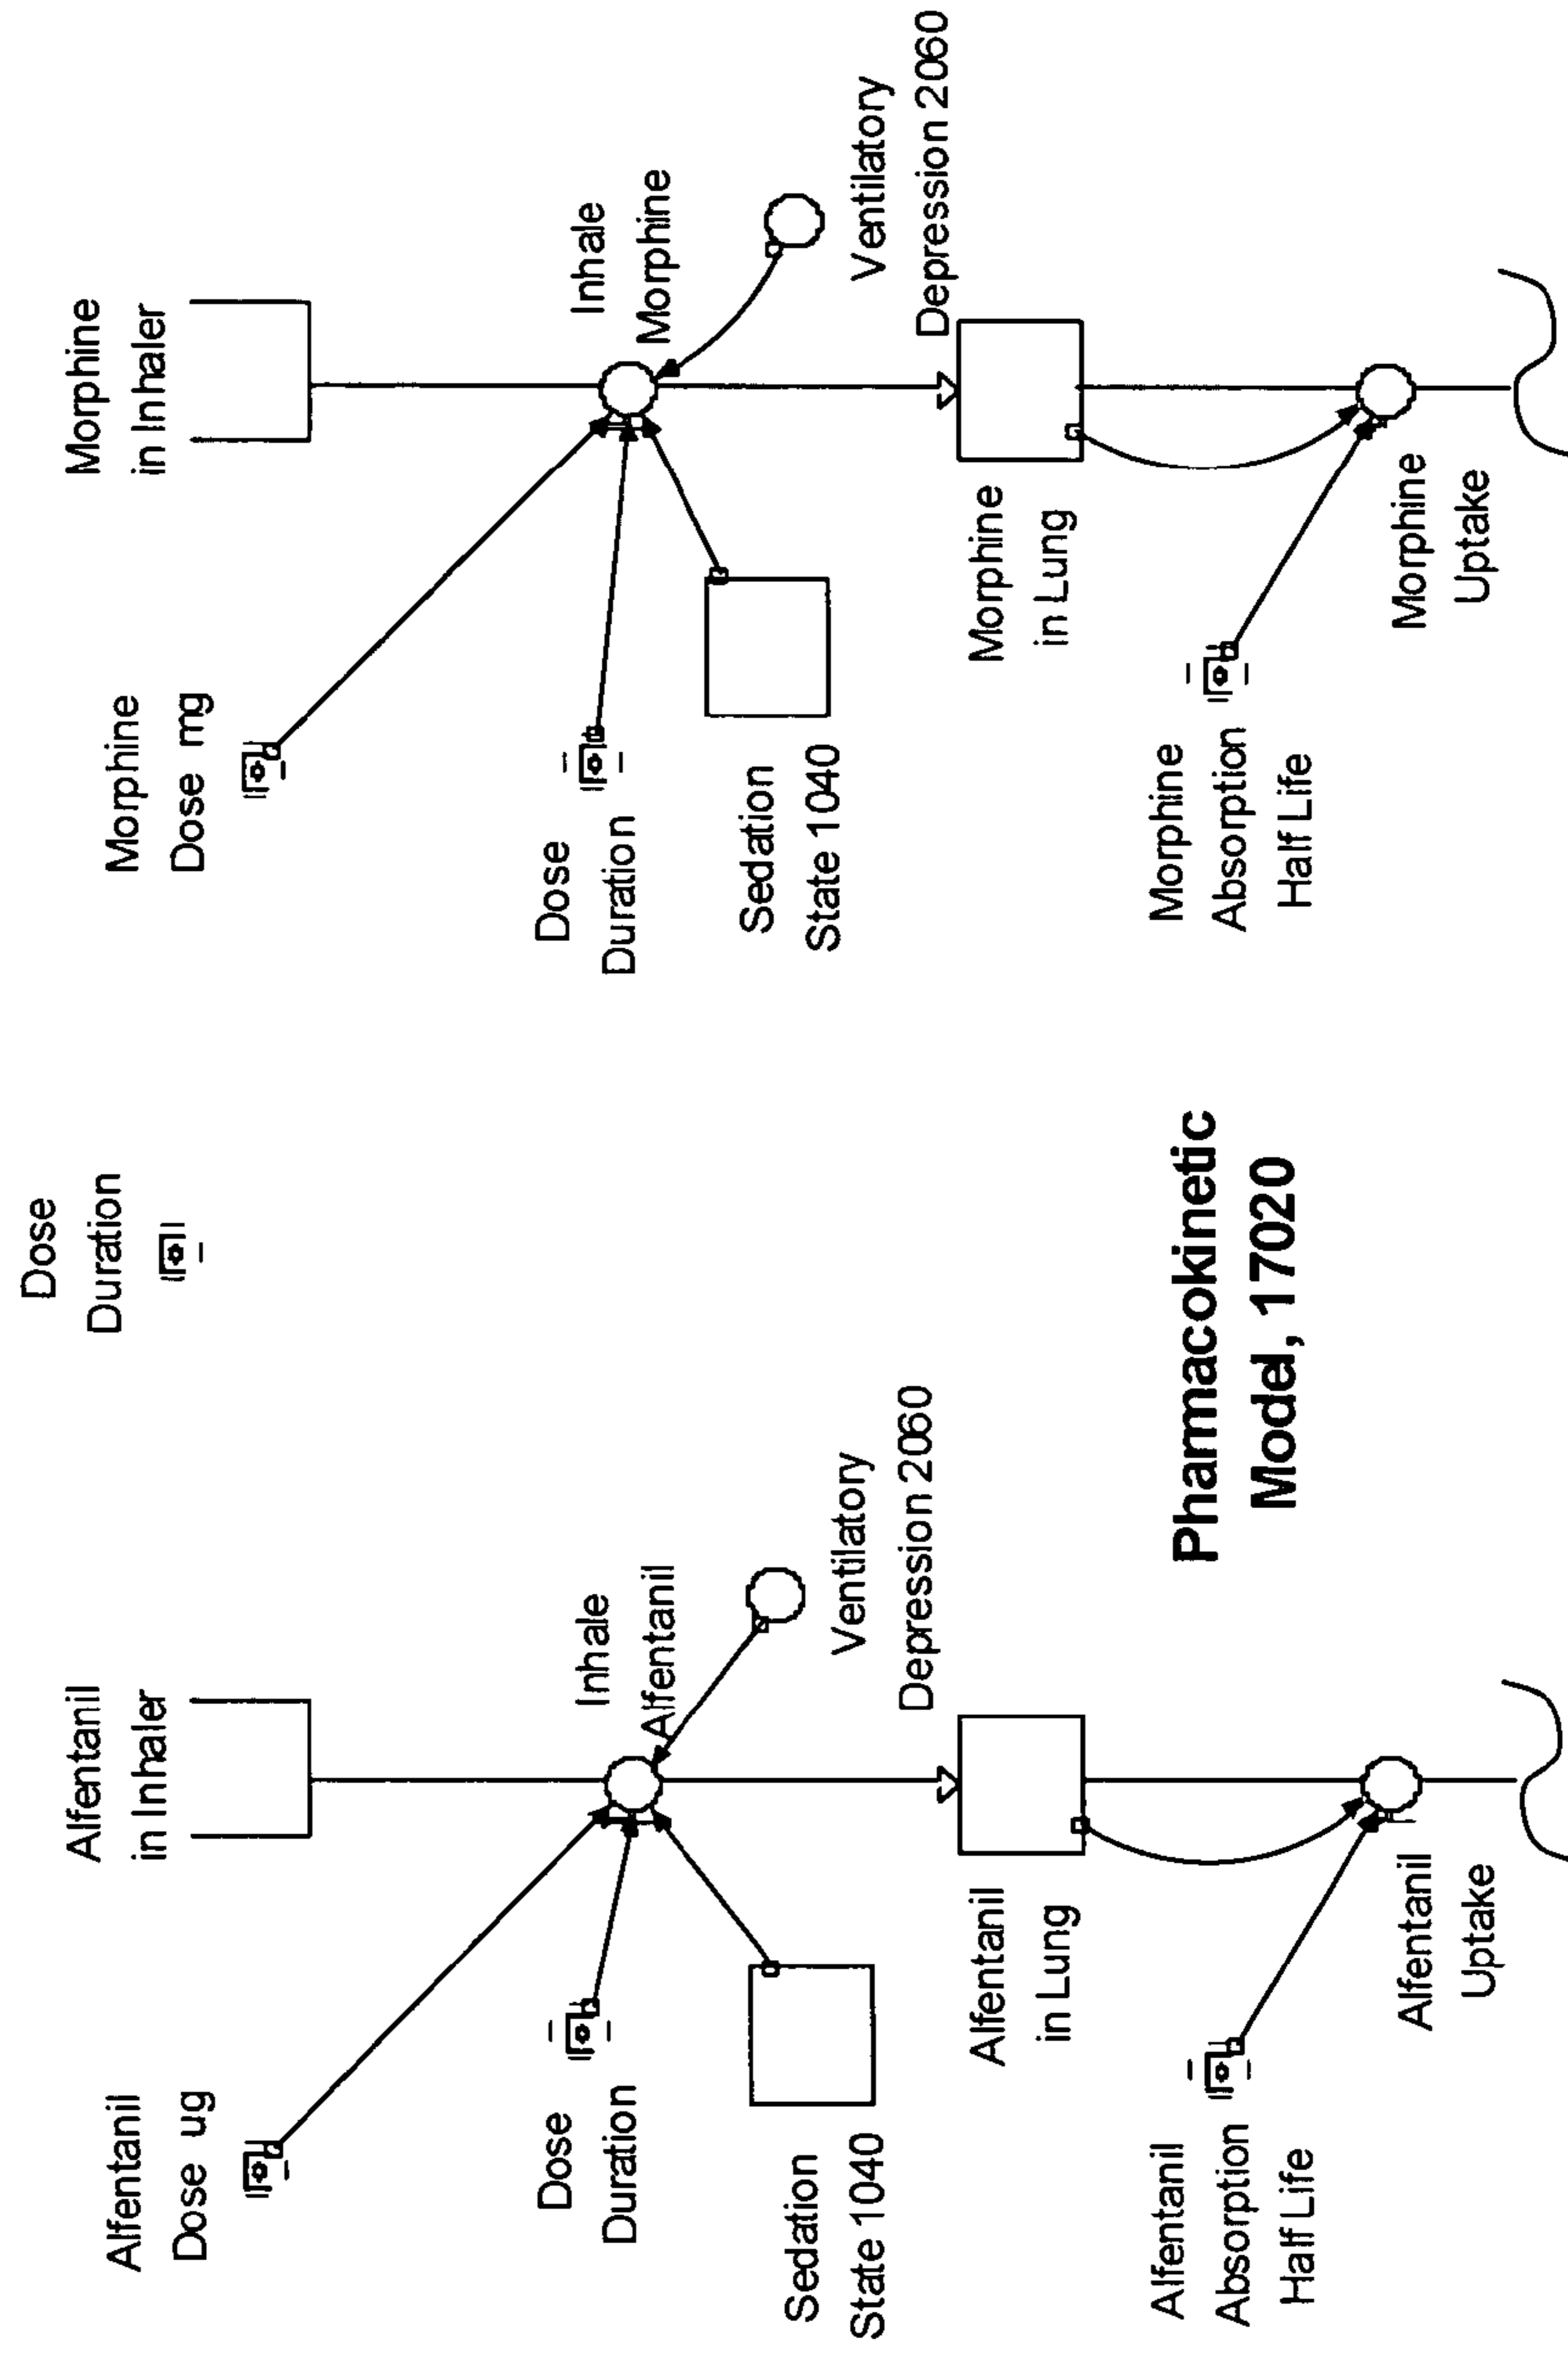 Dose
Duration
Alfentanil
in Inhaler
Morphine
in Inhaler
Alfentanil
Dose ug
Morphine
Dose mg
Dose
Duration
Inhale
Alfentanil
Dose
Duration
Inhale
Morphine
Sedation
State 1040
Ventilatory
Depression 2060
Sedation
State 1040
Ventilatory
Depression 2060
Alfentanil
in Lung
Morphine
in Lung
Alfentanil
Absorption
Half Life
Phamacokinetic
Model, 17020
Morphine
Absorption
Half Life
Alfentanil
Uptake
Morphine
Uptake